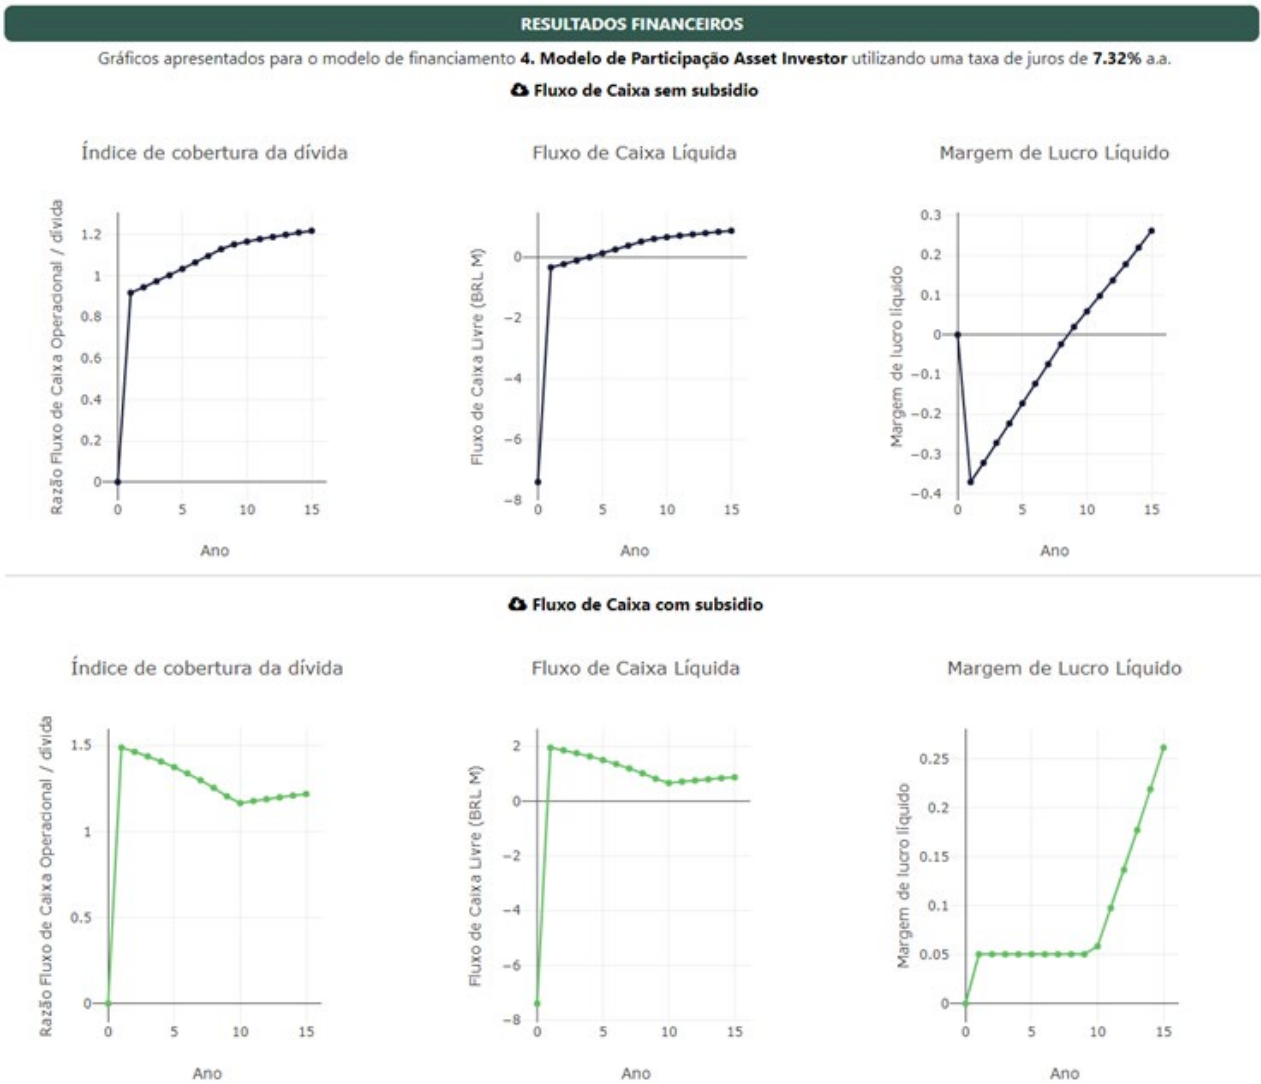 RESULTADOS FINANCEIROS
Gráficos apresentados para o modelo de financiamento 4. Modelo de Participação Asset Investor utilizando uma taxa de juros de 7.32% a.a.
Fluxo de Caixa sem subsidio
Índice de cobertura da dívida
Razão Fluxo de Caixa Operacional / dívida
1.2
1
0.8
0.6
0.4
0.2
0
0 5 10 15
Ano
Fluxo de Caixa Líquida
Fluxo de Caixa Livre (BRL M)
0
−2
−4
−6
−8
0 5 10 15
Ano
Margem de Lucro Líquido
Margem de lucro líquido
0.3
0.2
0.1
0
−0.1
−0.2
−0.3
−0.4
0 5 10 15
Ano
Fluxo de Caixa com subsidio
Índice de cobertura da dívida
Razão Fluxo de Caixa Operacional / dívida
1.5
1
0.5
0
0 5 10 15
Ano
Fluxo de Caixa Líquida
Fluxo de Caixa Livre (BRL M)
2
0
−2
−4
−6
−8
0 5 10 15
Ano
Margem de Lucro Líquido
Margem de lucro líquido
0.25
0.2
0.15
0.1
0.05
0
0 5 10 15
Ano